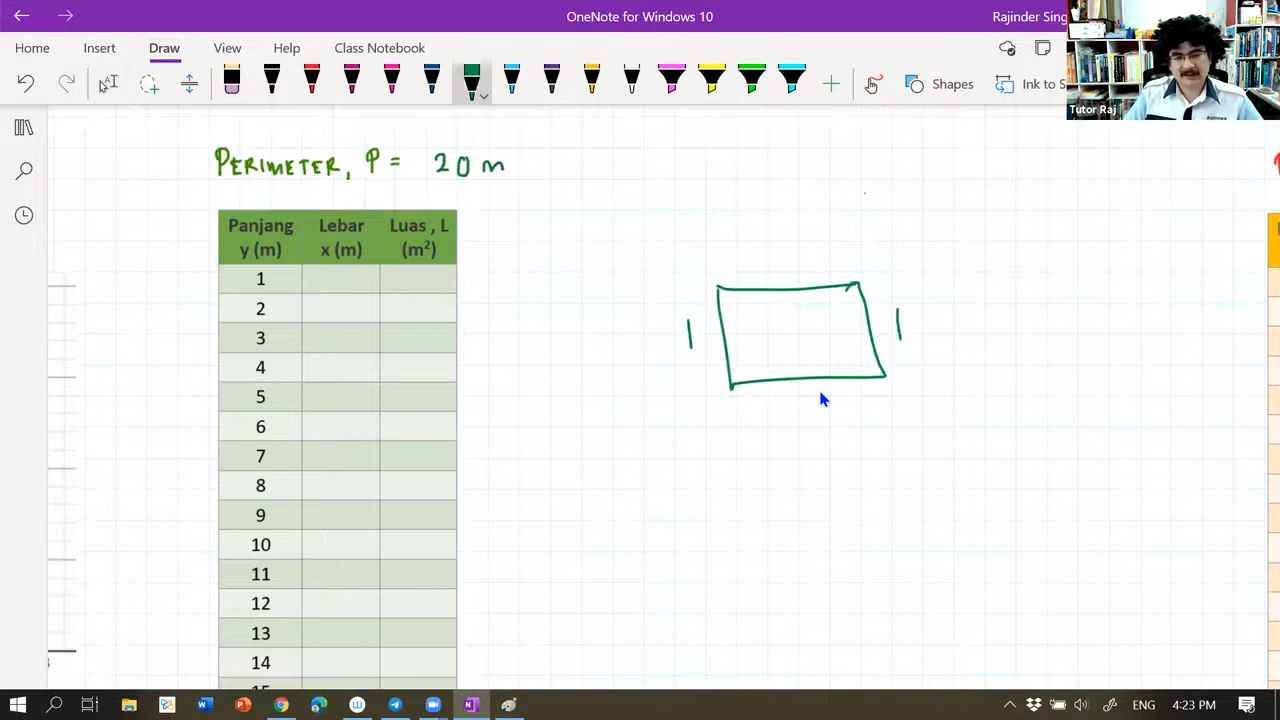 OneNote for Windows 10
Rajinder Sing
Home Insert Draw View Help Class Notebook
Shapes
Ink to S
Tutor Raj
PERIMETER, P = 20 m
Panjang y (m) Lebar x (m) Luas , L (m²)
1
2
3
4
5
6
7
8
9
10
11
12
13
14
1 1
ENG 4:23 PM